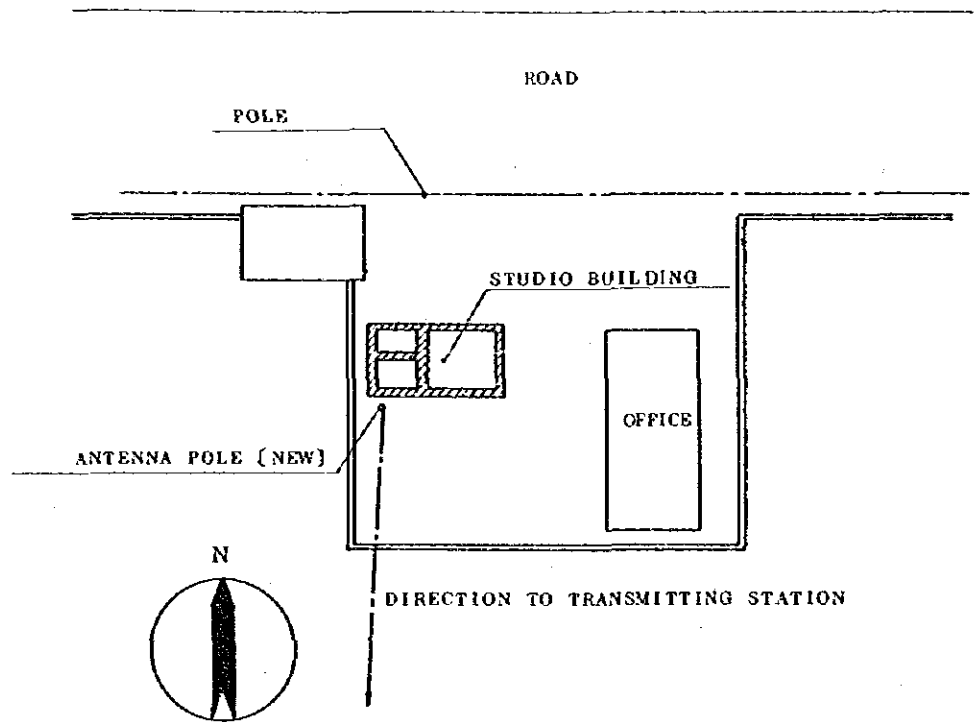 ROAD
POLE
STUDIO BUILDING
OFFICE
ANTENNA POLE [NEW]
N
DIRECTION TO TRANSMITTING STATION